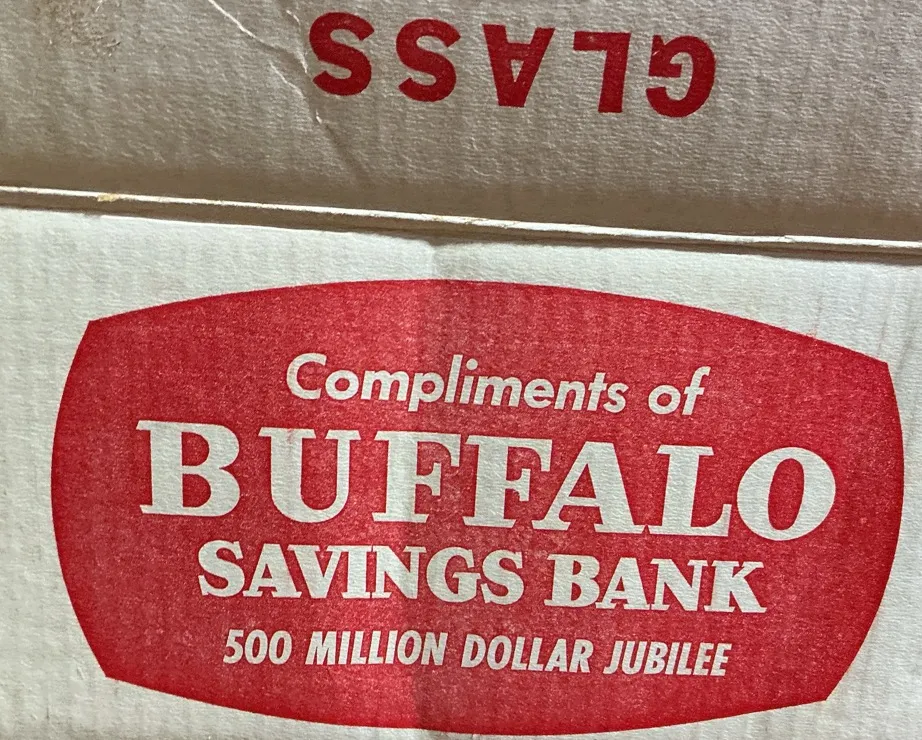 GLASS
Compliments of
BUFFALO
SAVINGS BANK
500 MILLION DOLLAR JUBILEE